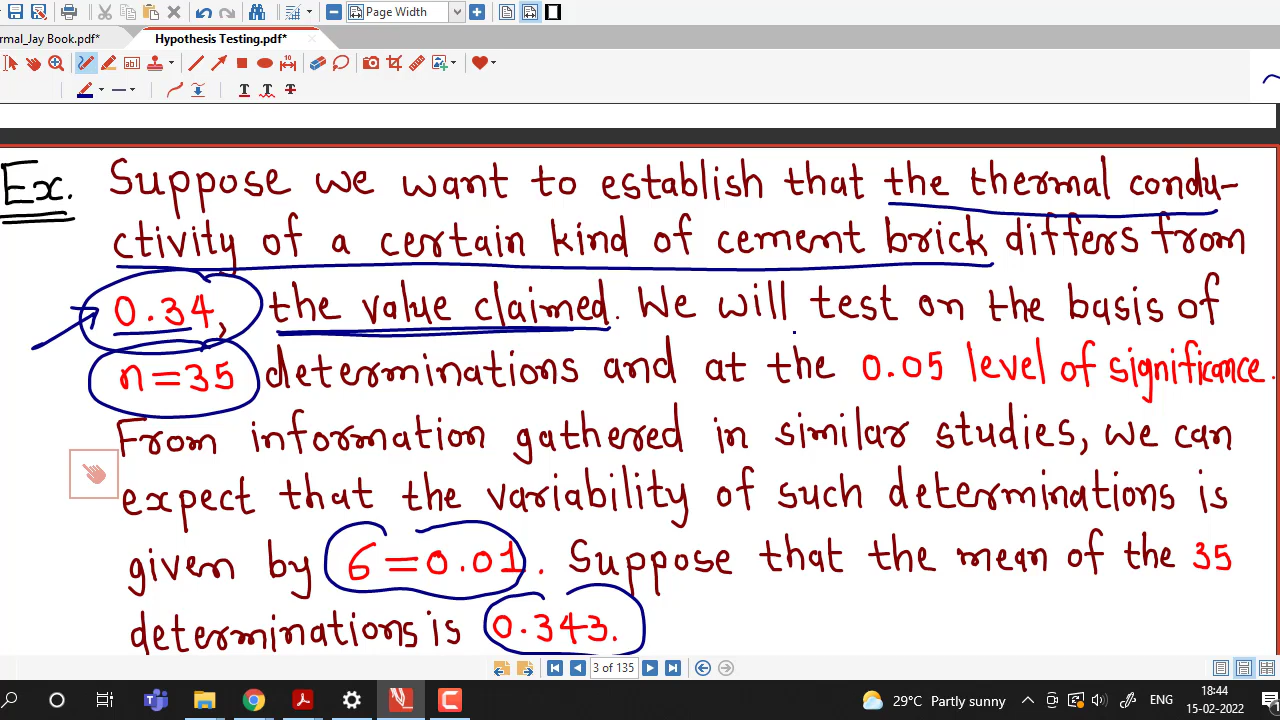 Page Width
rmal_Jay Book.pdf*
Hypothesis Testing.pdf*
Ex. Suppose we want to establish that the thermal condu-
ctivity of a certain kind of cement brick differs from
0.34, the value claimed. We will test on the basis of
n=35 determinations and at the 0.05 level of significance.
From information gathered in similar studies, we can
expect that the variability of such determinations is
given by 6=0.01. Suppose that the mean of the 35
determinations is 0.343.
3 of 135
29°C Partly sunny
ENG
18:44
15-02-2022